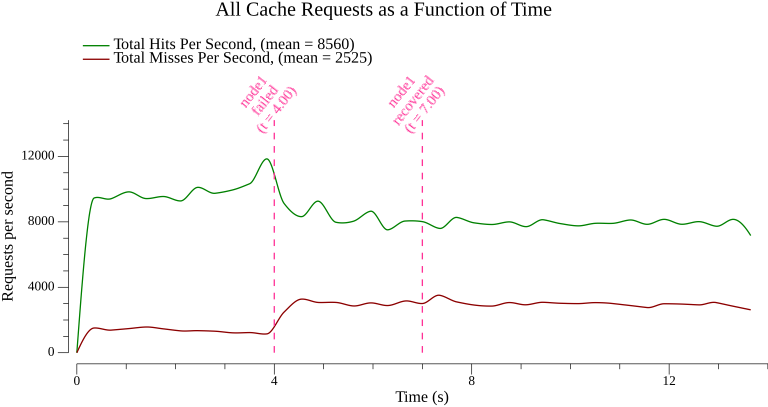 All Cache Requests as a Function of Time
Total Hits Per Second, (mean = 8560)
Total Misses Per Second, (mean = 2525)
node1
failed
(t = 4.00)
node1
recovered
(t = 7.00)
Requests per second
12000
8000
4000
0
0 4 8 12
Time (s)